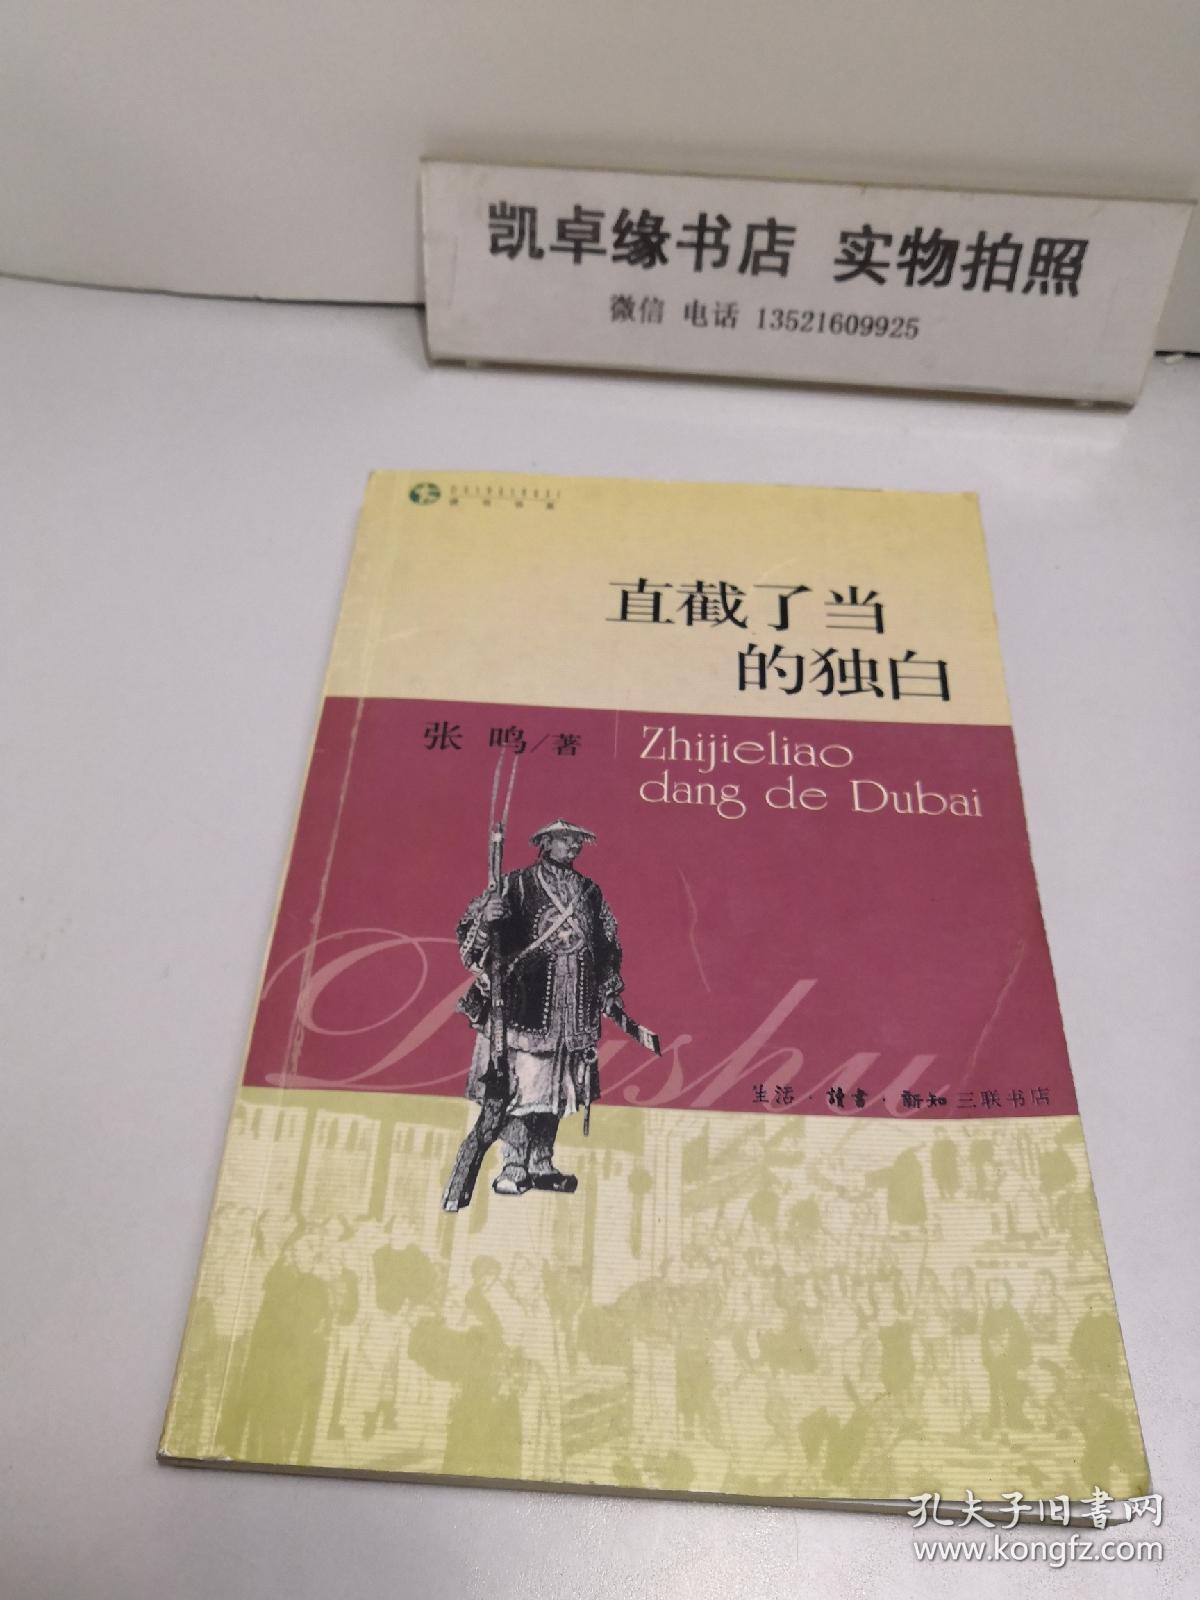 凯卓缘书店 实物拍照
微信 电话 13521609925
直截了当
的独白
张 鸣/著
Zhijieliao
dang de Dubai
Dushu
生活·讀書·新知 三联书店
孔夫子旧書网
www.kongfz.com